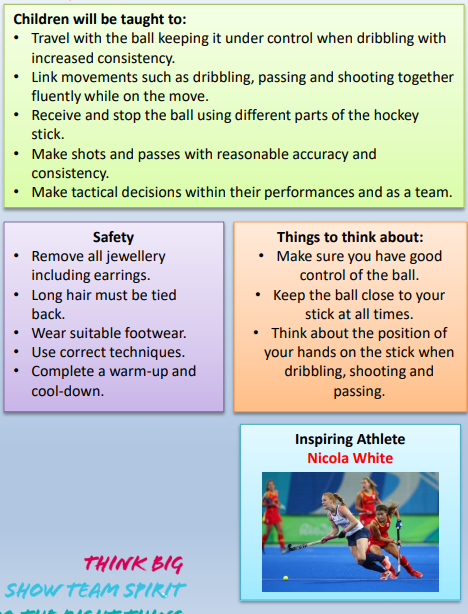 Children will be taught to:
• Travel with the ball keeping it under control when dribbling with
increased consistency.
• Link movements such as dribbling, passing and shooting together
fluently while on the move.
• Receive and stop the ball using different parts of the hockey
stick.
• Make shots and passes with reasonable accuracy and
consistency.
• Make tactical decisions within their performances and as a team.
Safety
• Remove all jewellery
including earrings.
• Long hair must be tied
back.
• Wear suitable footwear.
• Use correct techniques.
• Complete a warm-up and
cool-down.
Things to think about:
• Make sure you have good
control of the ball.
• Keep the ball close to your
stick at all times.
• Think about the position of
your hands on the stick when
dribbling, shooting and
passing.
Inspiring Athlete
Nicola White
THINK BIG
SHOW TEAM SPIRIT
THE RIGHT THING